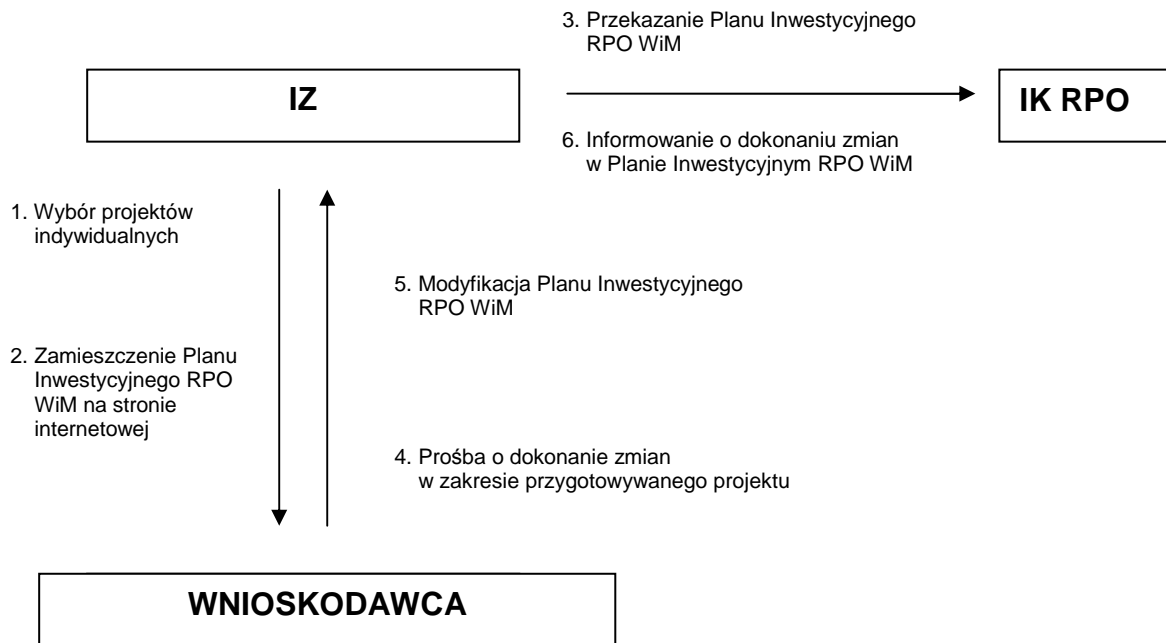 3. Przekazanie Planu Inwestycyjnego
RPO WiM
IZ
IK RPO
6. Informowanie o dokonaniu zmian
w Planie Inwestycyjnym RPO WiM
1. Wybór projektów
indywidualnych
5. Modyfikacja Planu Inwestycyjnego
RPO WiM
2. Zamieszczenie Planu
Inwestycyjnego RPO
WiM na stronie
internetowej
4. Prośba o dokonanie zmian
w zakresie przygotowywanego projektu
WNIOSKODAWCA